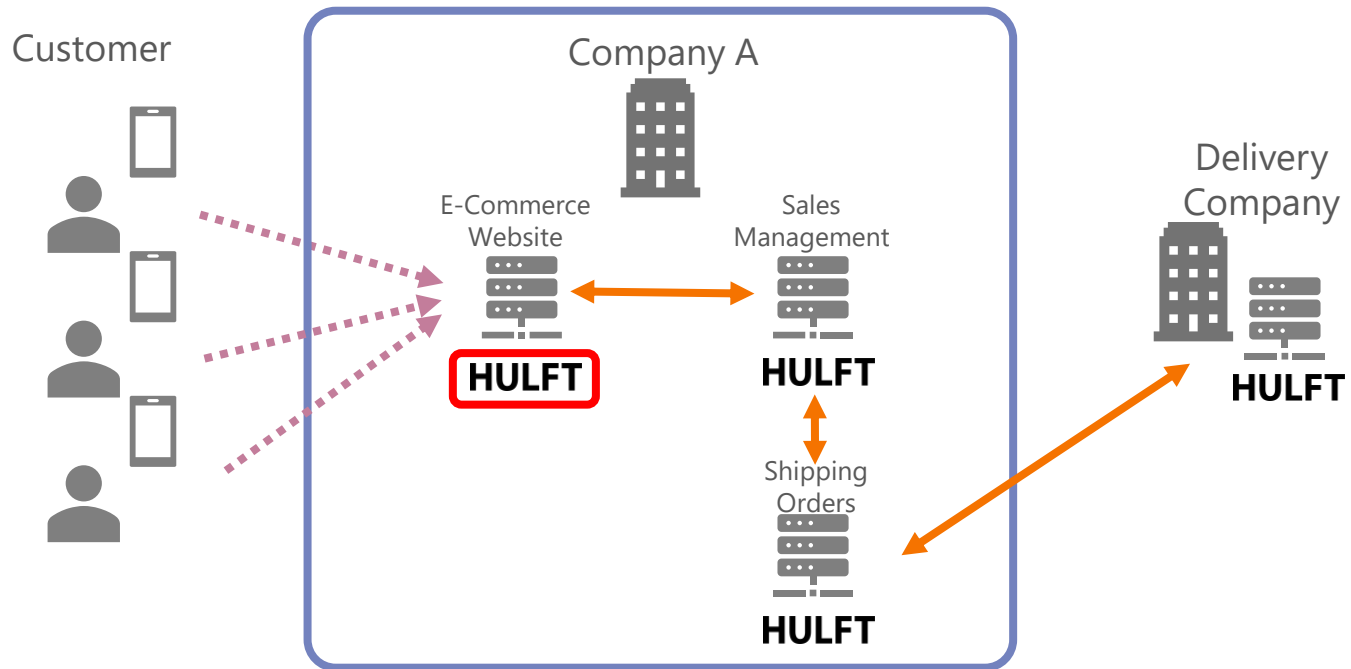 Customer
Company A
E-Commerce
Website
HULFT
Sales
Management
HULFT
Shipping
Orders
HULFT
Delivery
Company
HULFT